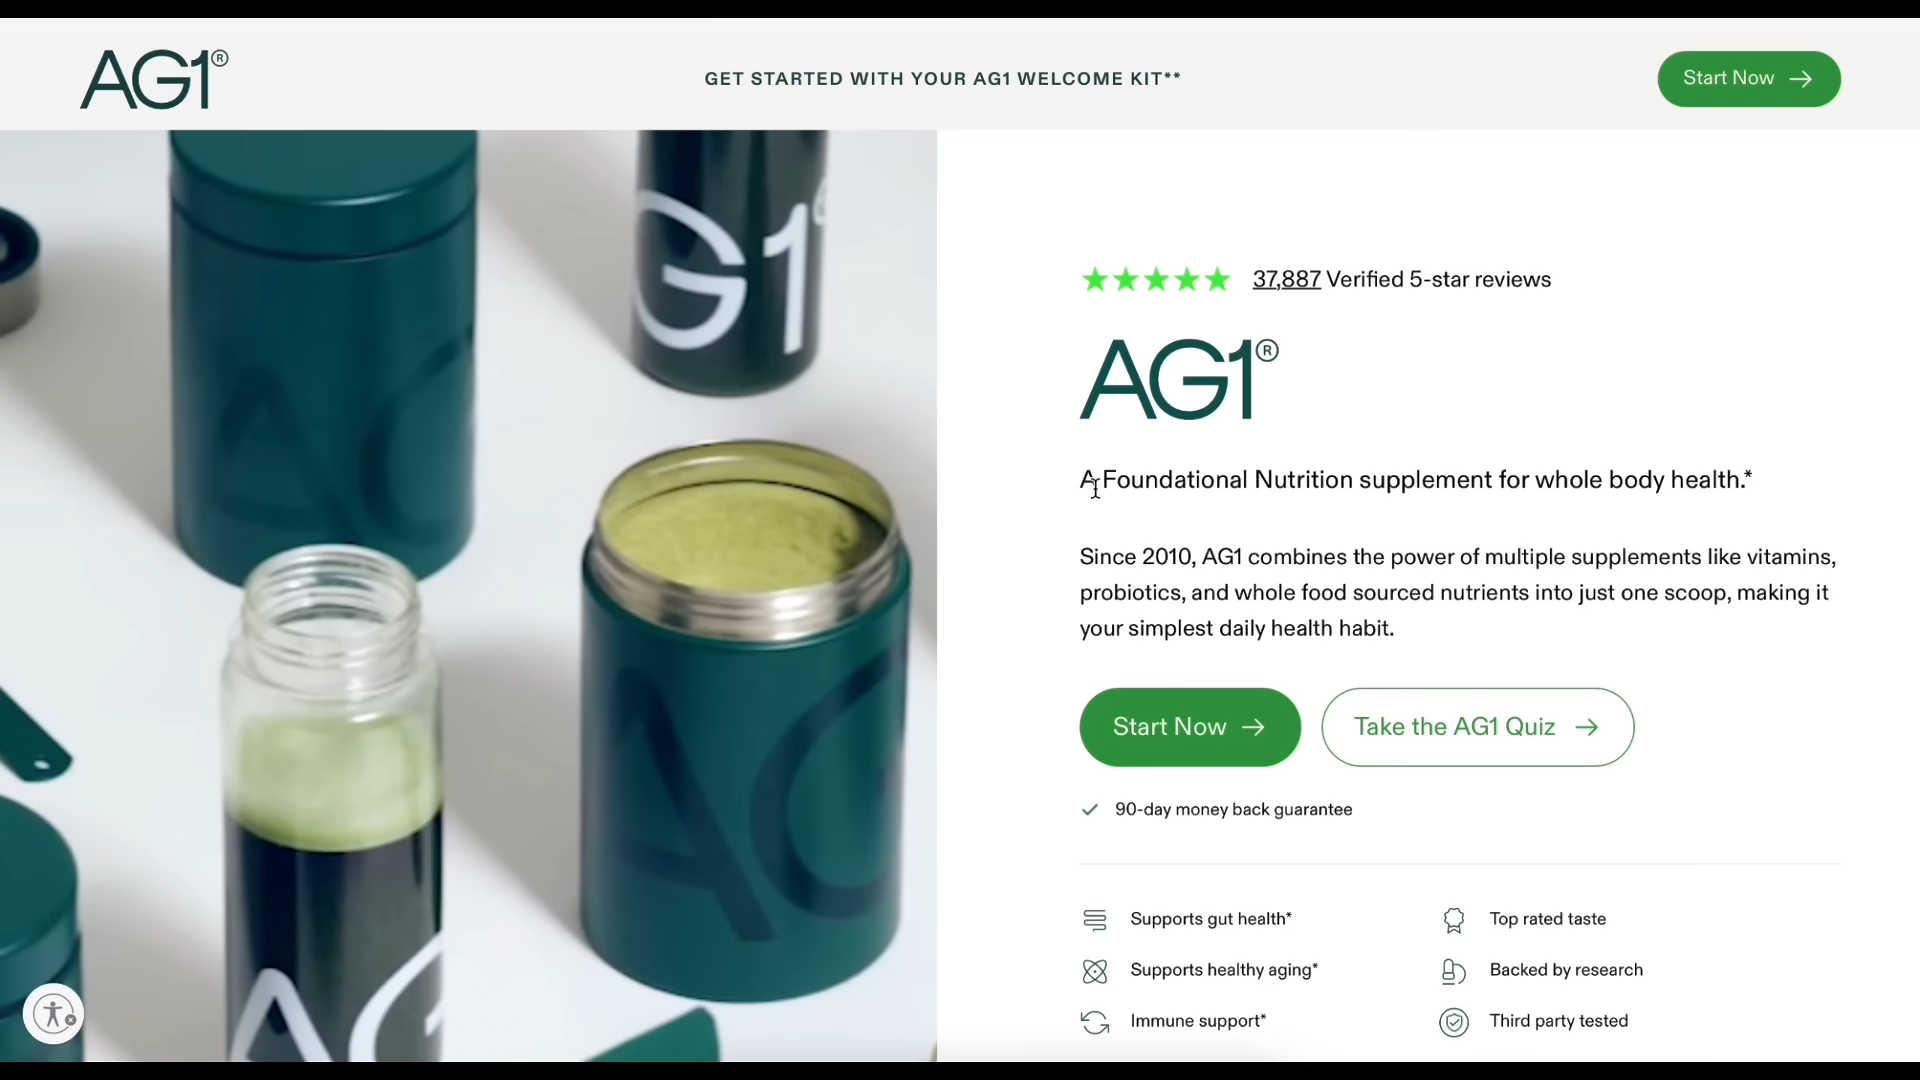 AG1®
GET STARTED WITH YOUR AG1 WELCOME KIT**
Start Now
G1
37,887 Verified 5-star reviews
AG1®
A Foundational Nutrition supplement for whole body health.*
Since 2010, AG1 combines the power of multiple supplements like vitamins,
probiotics, and whole food sourced nutrients into just one scoop, making it
your simplest daily health habit.
Start Now
Take the AG1 Quiz
90-day money back guarantee
Supports gut health*
Top rated taste
Supports healthy aging*
Backed by research
Immune support*
Third party tested